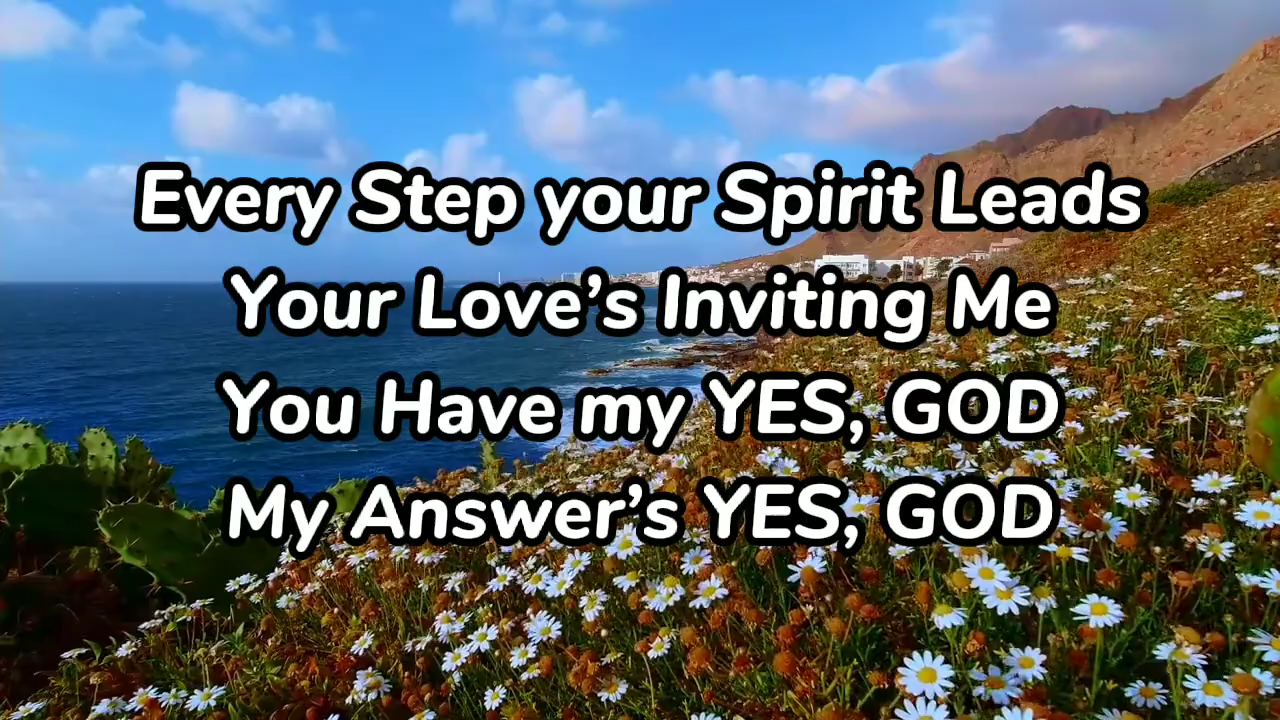 Every Step your Spirit Leads
Your Love’s Inviting Me
You Have my YES, GOD
My Answer’s YES, GOD